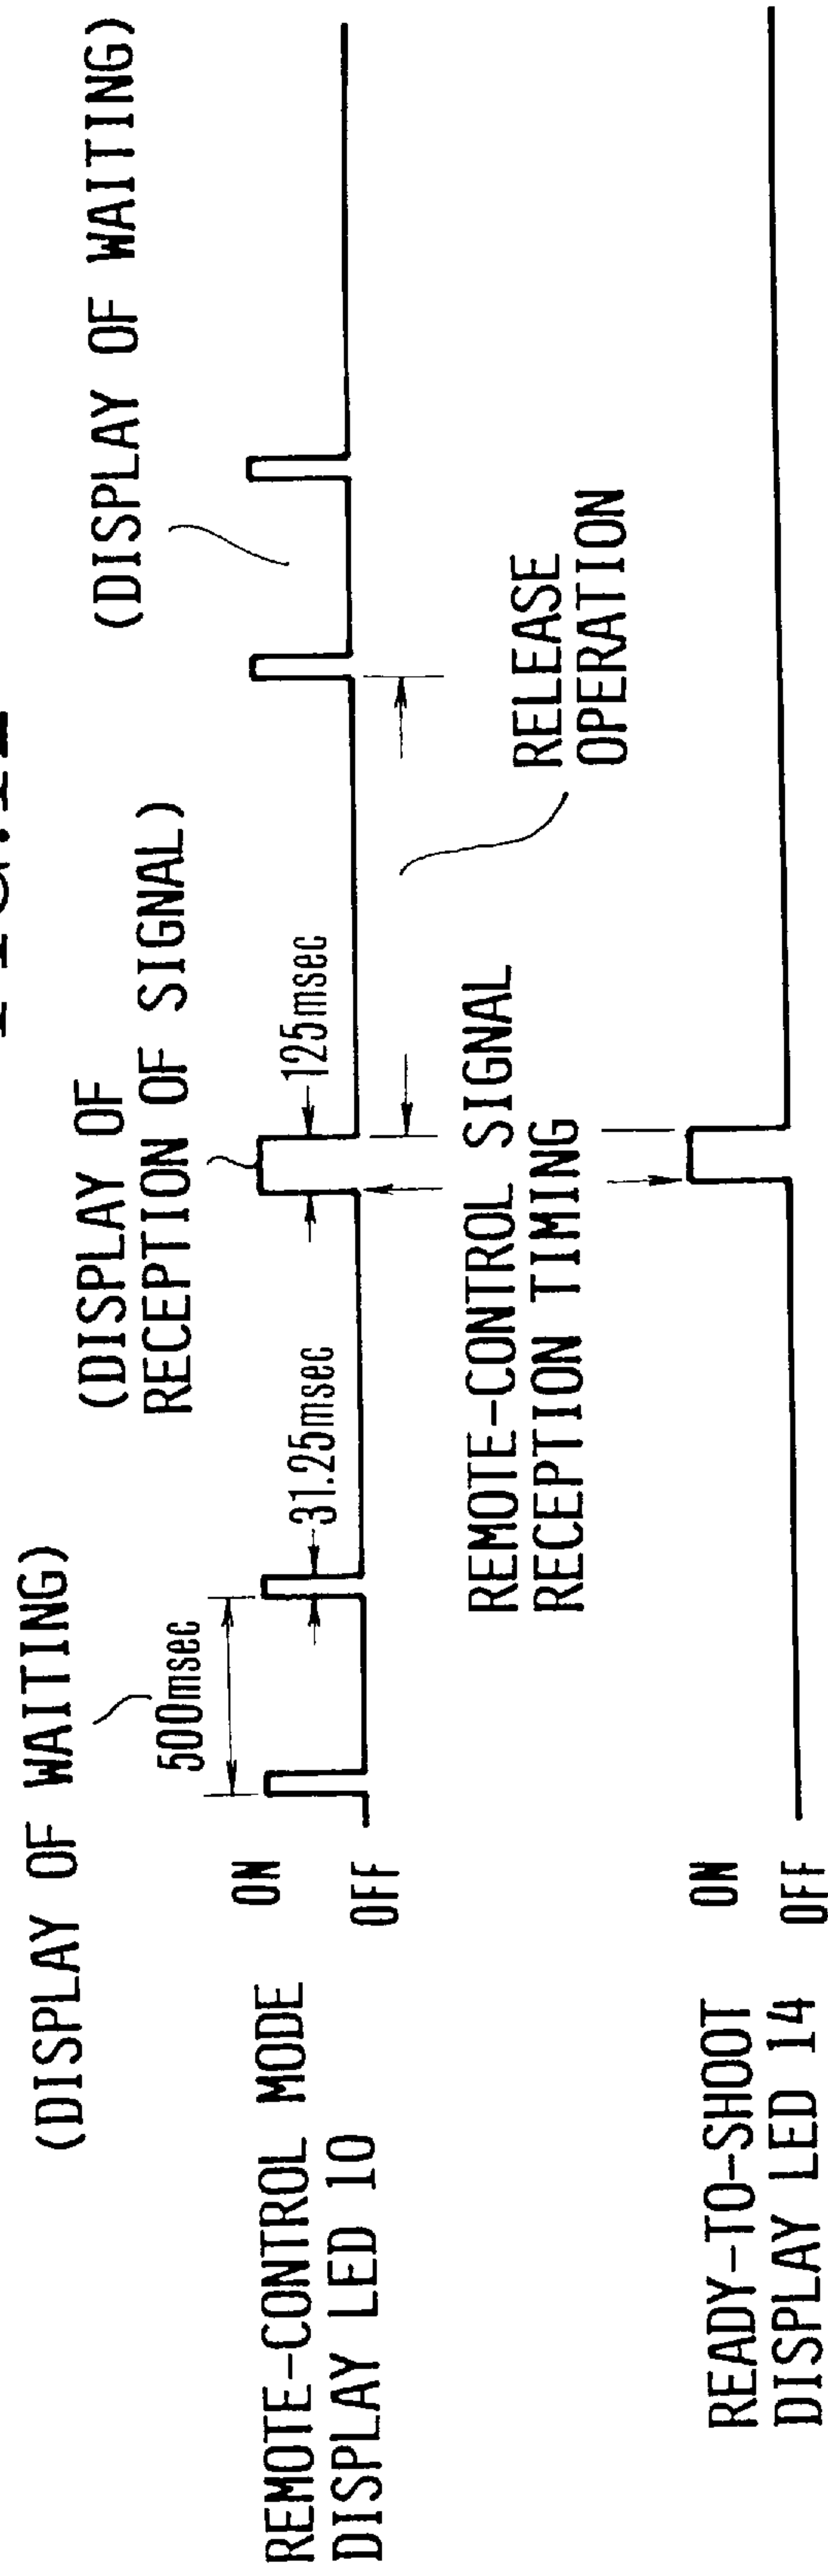 (DISPLAY OF WAITING)
500msec
31.25msec
(DISPLAY OF
RECEPTION OF SIGNAL)
125msec
(DISPLAY OF WAITING)
REMOTE-CONTROL MODE
DISPLAY LED 10
ON
OFF
REMOTE-CONTROL SIGNAL
RECEPTION TIMING
RELEASE
OPERATION
READY-TO-SHOOT
DISPLAY LED 14
ON
OFF